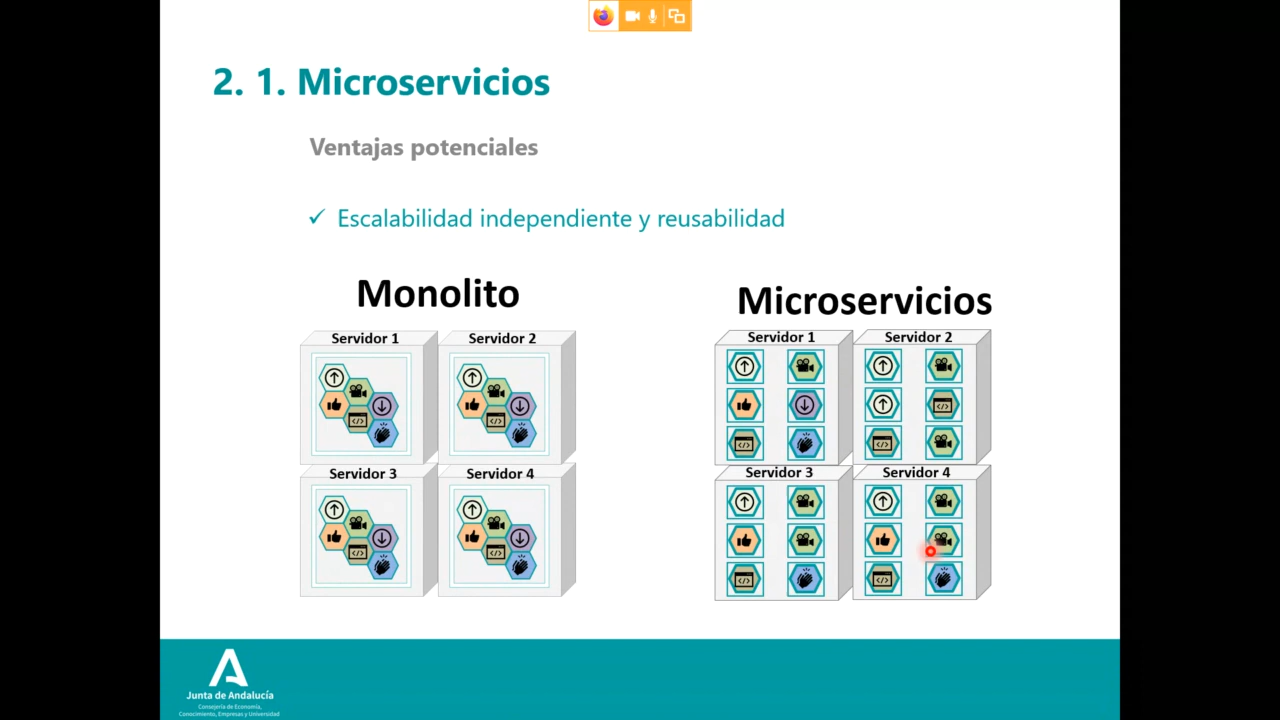 2. 1. Microservicios
Ventajas potenciales
✓ Escalabilidad independiente y reusabilidad
Monolito
Servidor 1
Servidor 2
Servidor 3
Servidor 4
Microservicios
Servidor 1
Servidor 2
Servidor 3
Servidor 4
Junta de Andalucía
Consejería de Economía,
Conocimiento, Empresas y Universidad